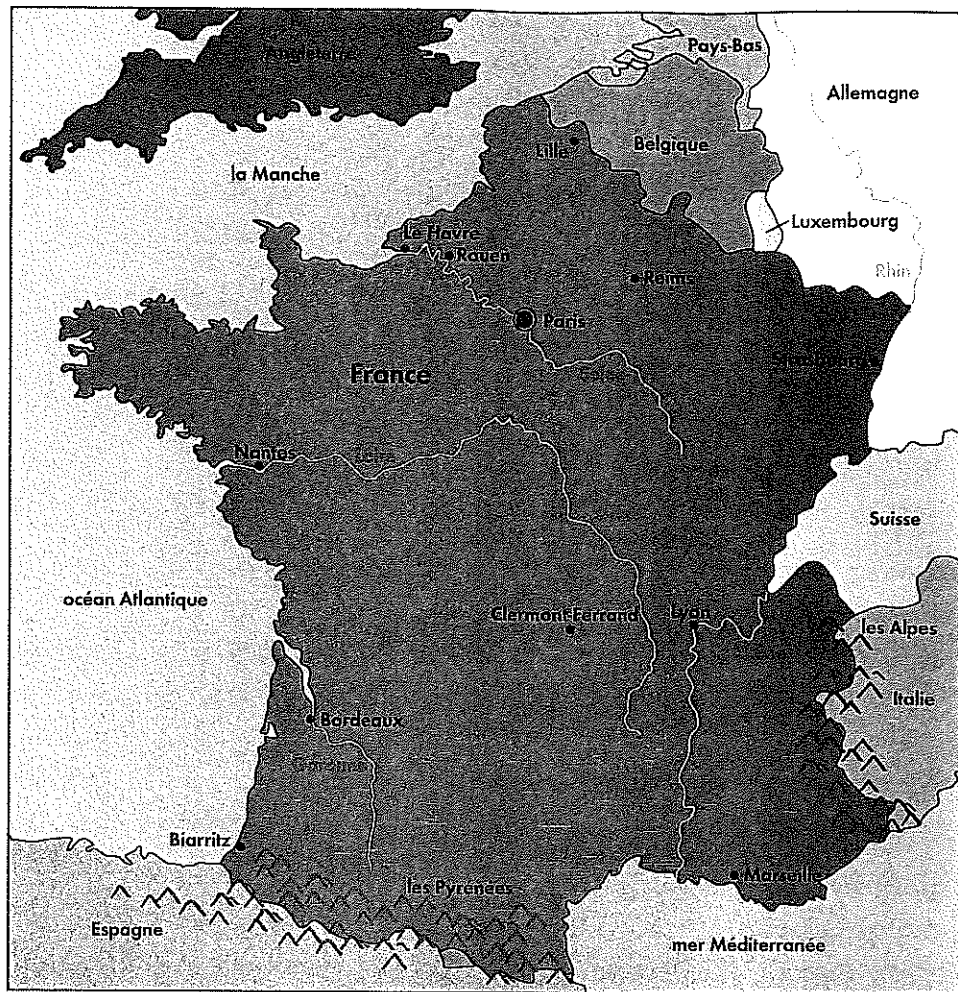 Angleterre
Pays-Bas
Allemagne
Belgique
Lille
la Manche
Luxembourg
Le Havre
Rouen
Reims
Rhin
Paris
France
Seine
Nantes
Loire
Suisse
océan Atlantique
Clermont-Ferrand
Lyon
les Alpes
Italie
Bordeaux
Garonne
Biarritz
les Pyrénées
Marseille
Espagne
mer Méditerranée